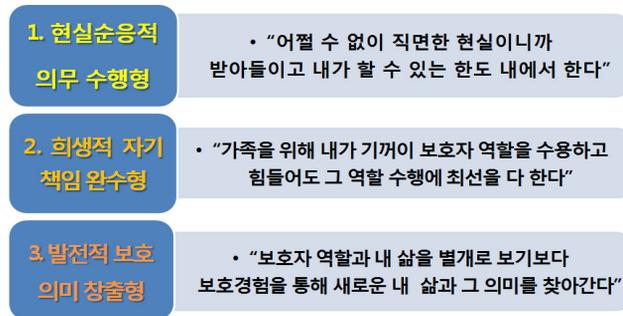 1. 현실순응적
의무 수행형
• “어쩔 수 없이 직면한 현실이니까
받아들이고 내가 할 수 있는 한도 내에서 한다”
2. 희생적 자기
책임 완수형
• “가족을 위해 내가 기꺼이 보호자 역할을 수용하고
힘들어도 그 역할 수행에 최선을 다 한다”
3. 발전적 보호
의미 창출형
• “보호자 역할과 내 삶을 별개로 보기보다
보호경험을 통해 새로운 내 삶과 그 의미를 찾아간다”